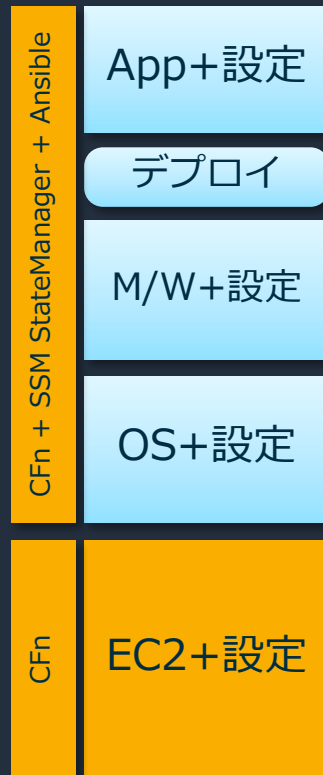 CFn + SSM StateManager + Ansible
App+設定
デプロイ
M/W+設定
OS+設定
CFn
EC2+設定